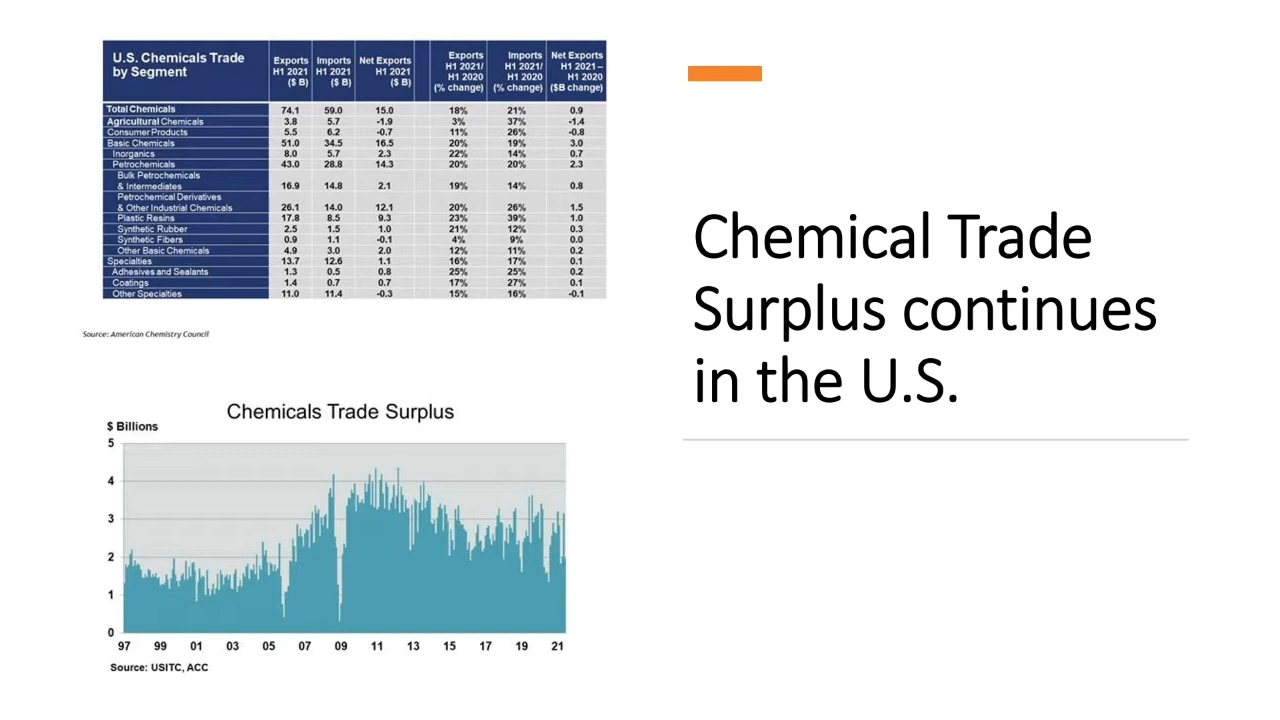 U.S. Chemicals Trade by Segment Exports H1 2021 ($ B) Imports H1 2021 ($ B) Net Exports H1 2021 ($ B) Exports H1 2021/ H1 2020 (% change) Imports H1 2021/ H1 2020 (% change) Net Exports H1 2021 – H1 2020 ($B change)
Total Chemicals 74.1 59.0 15.0 18% 21% 0.9
Agricultural Chemicals 3.8 5.7 -1.9 3% 37% -1.4
Consumer Products 5.5 6.2 -0.7 11% 26% -0.8
Basic Chemicals 51.0 34.5 16.5 20% 19% 3.0
Inorganics 8.0 5.7 2.3 22% 14% 0.7
Petrochemicals 43.0 28.8 14.3 20% 20% 2.3
Bulk Petrochemicals
& Intermediates 16.9 14.8 2.1 19% 14% 0.8
Petrochemical Derivatives
& Other Industrial Chemicals 26.1 14.0 12.1 20% 26% 1.5
Plastic Resins 17.8 8.5 9.3 23% 39% 1.0
Synthetic Rubber 2.5 1.5 1.0 21% 12% 0.3
Synthetic Fibers 0.9 1.1 -0.1 4% 9% 0.0
Other Basic Chemicals 4.9 3.0 2.0 12% 11% 0.2
Specialties 13.7 12.6 1.1 16% 17% 0.1
Adhesives and Sealants 1.3 0.5 0.8 25% 25% 0.2
Coatings 1.4 0.7 0.7 17% 27% 0.1
Other Specialties 11.0 11.4 -0.3 15% 16% -0.1
Source: American Chemistry Council
Chemicals Trade Surplus
$ Billions
5
4
3
2
1
0
97 99 01 03 05 07 09 11 13 15 17 19 21
Source: USITC, ACC
Chemical Trade
Surplus continues
in the U.S.